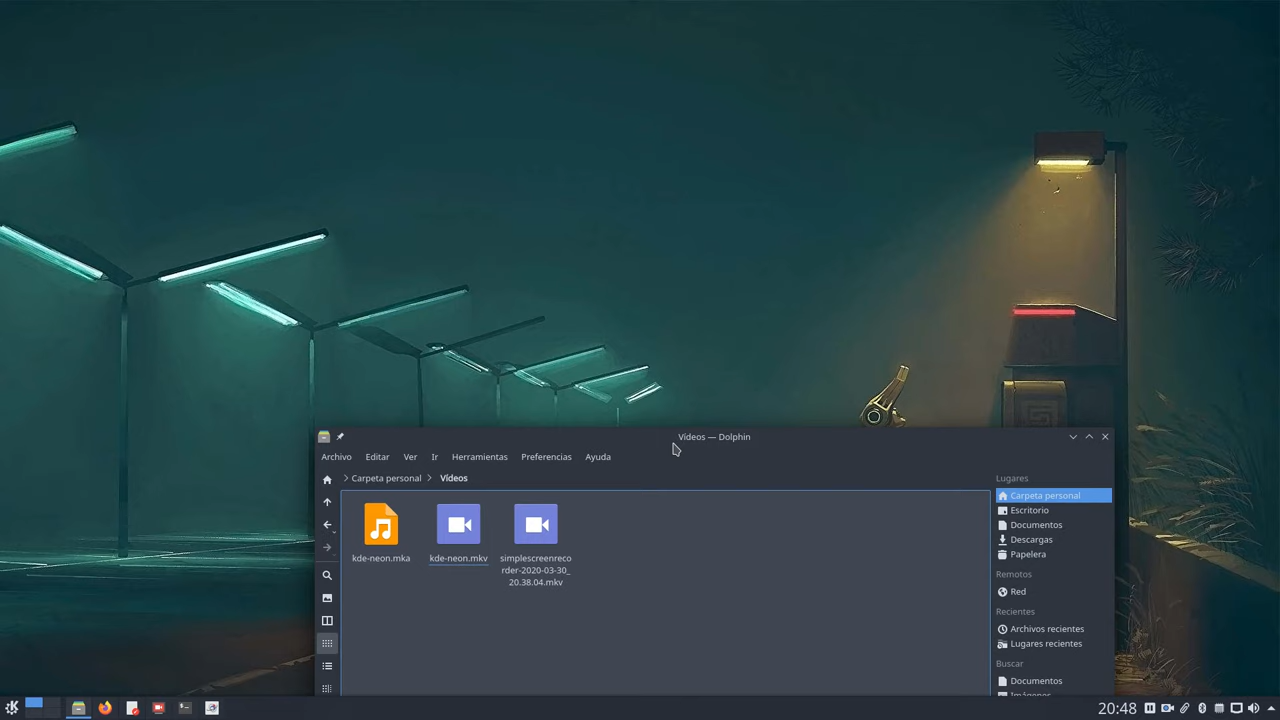 Vídeos — Dolphin
Archivo Editar Ver Ir Herramientas Preferencias Ayuda
Carpeta personal Vídeos
kde-neon.mka
kde-neon.mkv
simplescreenreco
rder-2020-03-30_
20.38.04.mkv
Lugares
Carpeta personal
Escritorio
Documentos
Descargas
Papelera
Remotos
Red
Recientes
Archivos recientes
Lugares recientes
Buscar
Documentos
Imágenes
20:48